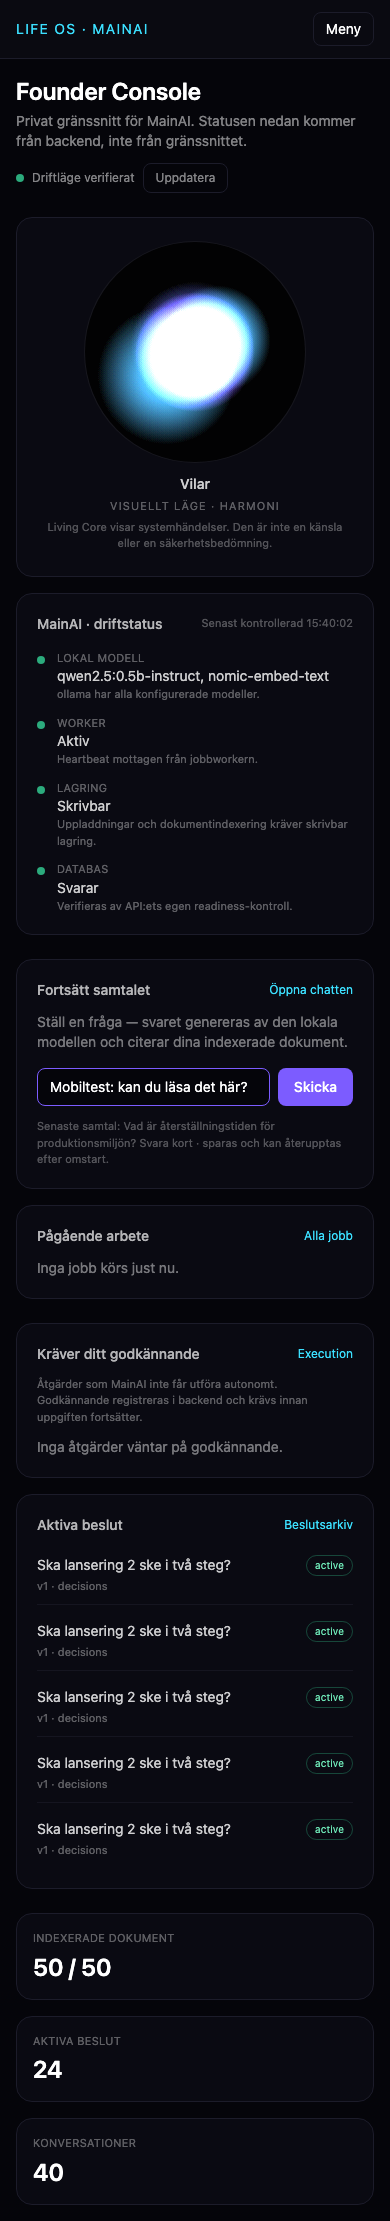 LIFE OS · MAINAI
Meny
Founder Console
Privat gränssnitt för MainAI. Statusen nedan kommer
från backend, inte från gränssnittet.
Driftläge verifierat
Uppdatera
Vilar
VISUELLT LÄGE · HARMONI
Living Core visar systemhändelser. Den är inte en känsla
eller en säkerhetsbedömning.
MainAI · driftstatus
Senast kontrollerad 15:40:02
LOKAL MODELL
qwen2.5:0.5b-instruct, nomic-embed-text
ollama har alla konfigurerade modeller.
WORKER
Aktiv
Heartbeat mottagen från jobbworkern.
LAGRING
Skrivbar
Uppladdningar och dokumentindexering kräver skrivbar
lagring.
DATABAS
Svarar
Verifieras av API:ets egen readiness-kontroll.
Fortsätt samtalet
Öppna chatten
Ställ en fråga — svaret genereras av den lokala
modellen och citerar dina indexerade dokument.
Mobiltest: kan du läsa det här?
Skicka
Senaste samtal: Vad är återställningstiden för
produktionsmiljön? Svara kort · sparas och kan återupptas
efter omstart.
Pågående arbete
Alla jobb
Inga jobb körs just nu.
Kräver ditt godkännande
Execution
Åtgärder som MainAI inte får utföra autonomt.
Godkännande registreras i backend och krävs innan
uppgiften fortsätter.
Inga åtgärder väntar på godkännande.
Aktiva beslut
Beslutsarkiv
Ska lansering 2 ske i två steg?
active
v1 · decisions
Ska lansering 2 ske i två steg?
active
v1 · decisions
Ska lansering 2 ske i två steg?
active
v1 · decisions
Ska lansering 2 ske i två steg?
active
v1 · decisions
Ska lansering 2 ske i två steg?
active
v1 · decisions
INDEXERADE DOKUMENT
50 / 50
AKTIVA BESLUT
24
KONVERSATIONER
40